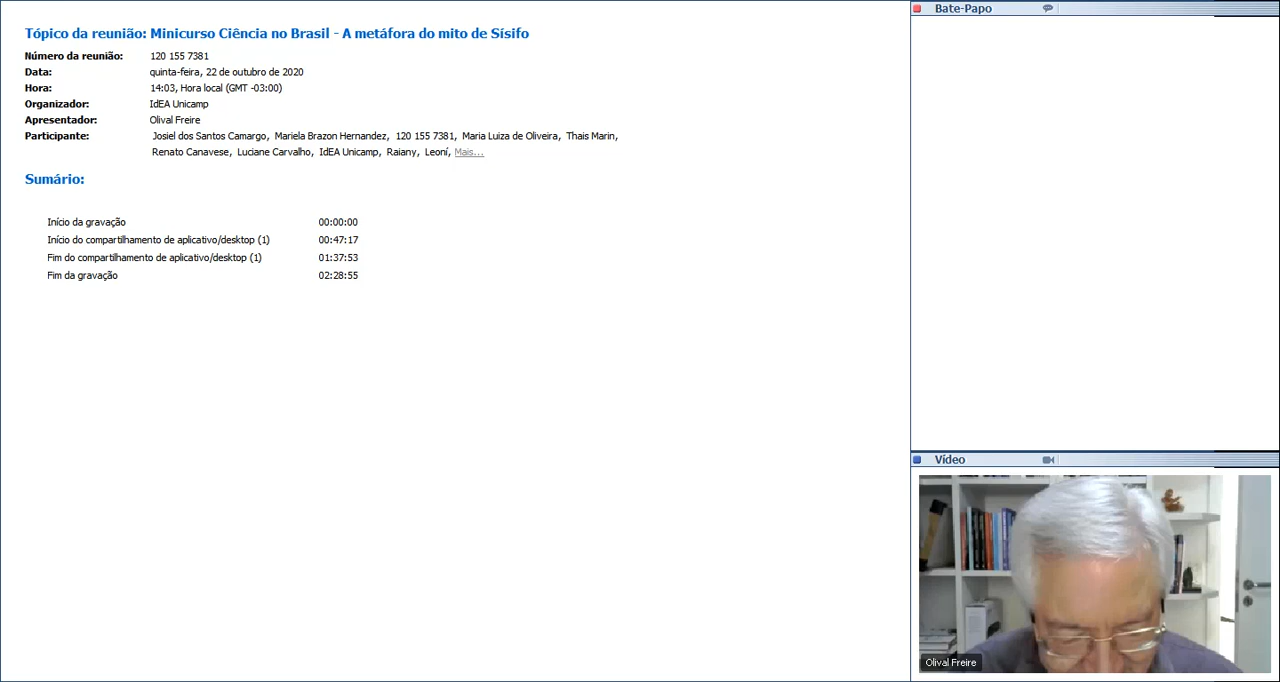 Tópico da reunião: Minicurso Ciência no Brasil - A metáfora do mito de Sísifo
Número da reunião: 120 155 7381
Data: quinta-feira, 22 de outubro de 2020
Hora: 14:03, Hora local (GMT -03:00)
Organizador: IdEA Unicamp
Apresentador: Olival Freire
Participante: Josiel dos Santos Camargo, Mariela Brazon Hernandez, 120 155 7381, Maria Luiza de Oliveira, Thais Marin,
Renato Canavese, Luciane Carvalho, IdEA Unicamp, Raiany, Leoní, Mais...
Sumário:
Início da gravação 00:00:00
Início do compartilhamento de aplicativo/desktop (1) 00:47:17
Fim do compartilhamento de aplicativo/desktop (1) 01:37:53
Fim da gravação 02:28:55
Bate-Papo
Vídeo
Olival Freire